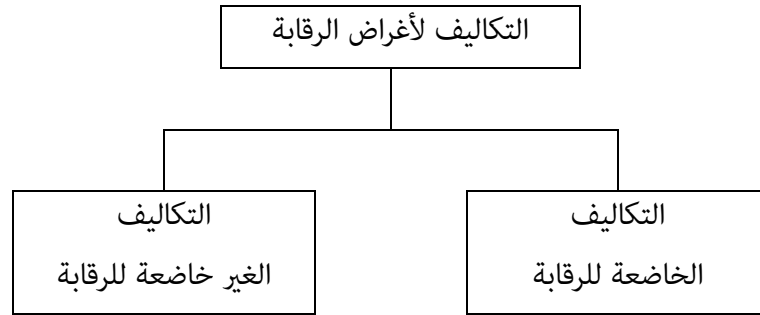 التكاليف لأغراض الرقابة
التكاليف
الخاضعة للرقابة
التكاليف
الغير خاضعة للرقابة